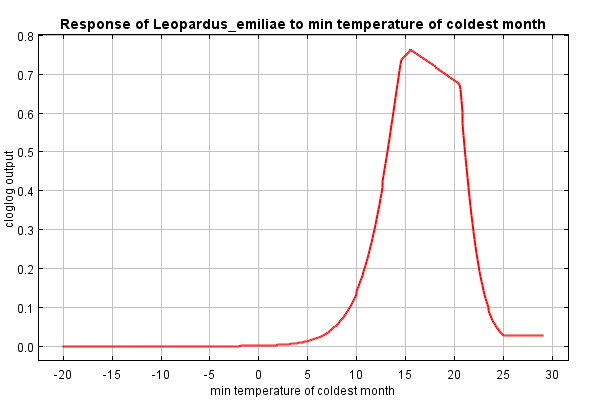 Response of Leopardus_emiliae to min temperature of coldest month
cloglog output
0.8
0.7
0.6
0.5
0.4
0.3
0.2
0.1
0.0
-20 -15 -10 -5 0 5 10 15 20 25 30
min temperature of coldest month